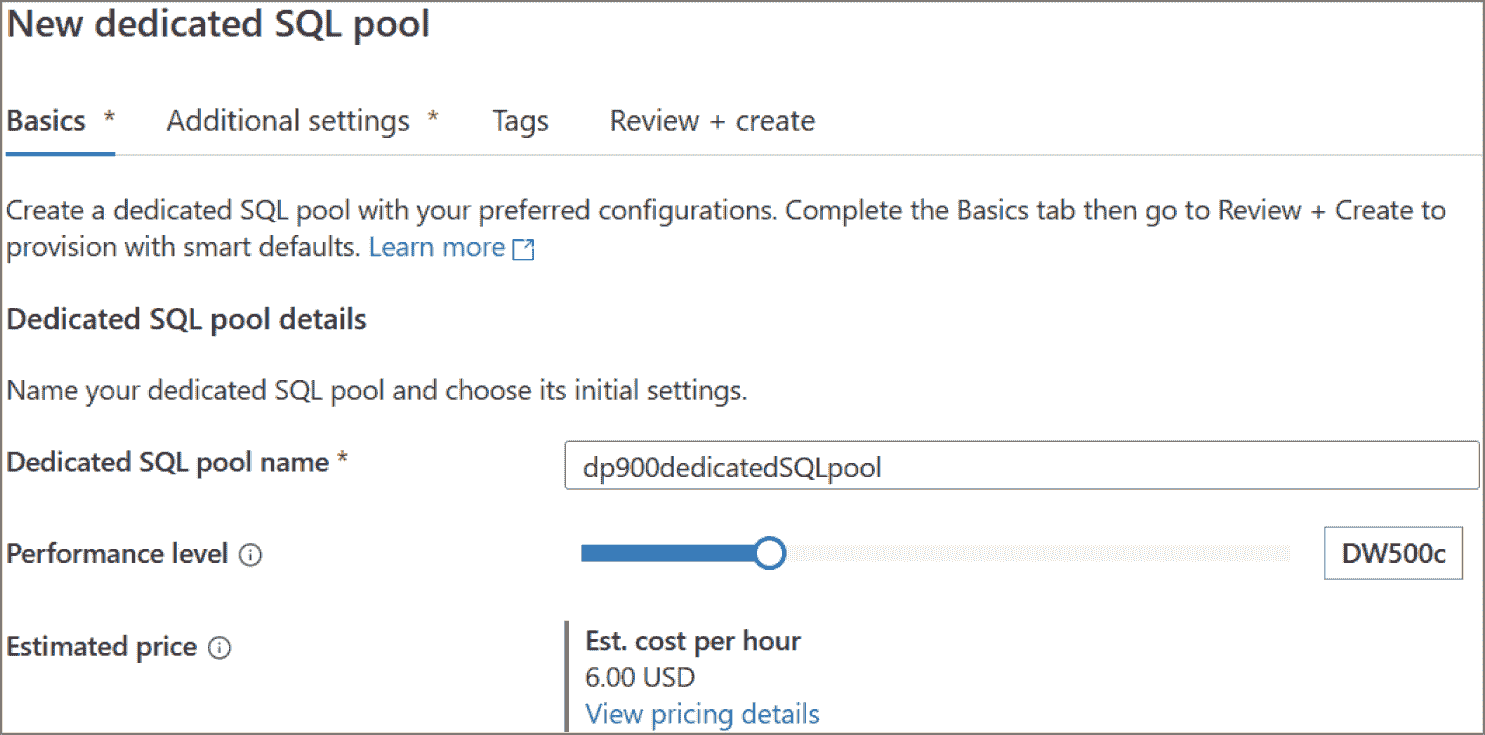 New dedicated SQL pool
Basics * Additional settings * Tags Review + create
Create a dedicated SQL pool with your preferred configurations. Complete the Basics tab then go to Review + Create to
provision with smart defaults. Learn more
Dedicated SQL pool details
Name your dedicated SQL pool and choose its initial settings.
Dedicated SQL pool name * dp900dedicatedSQLpool
Performance level DW500c
Estimated price Est. cost per hour
6.00 USD
View pricing details